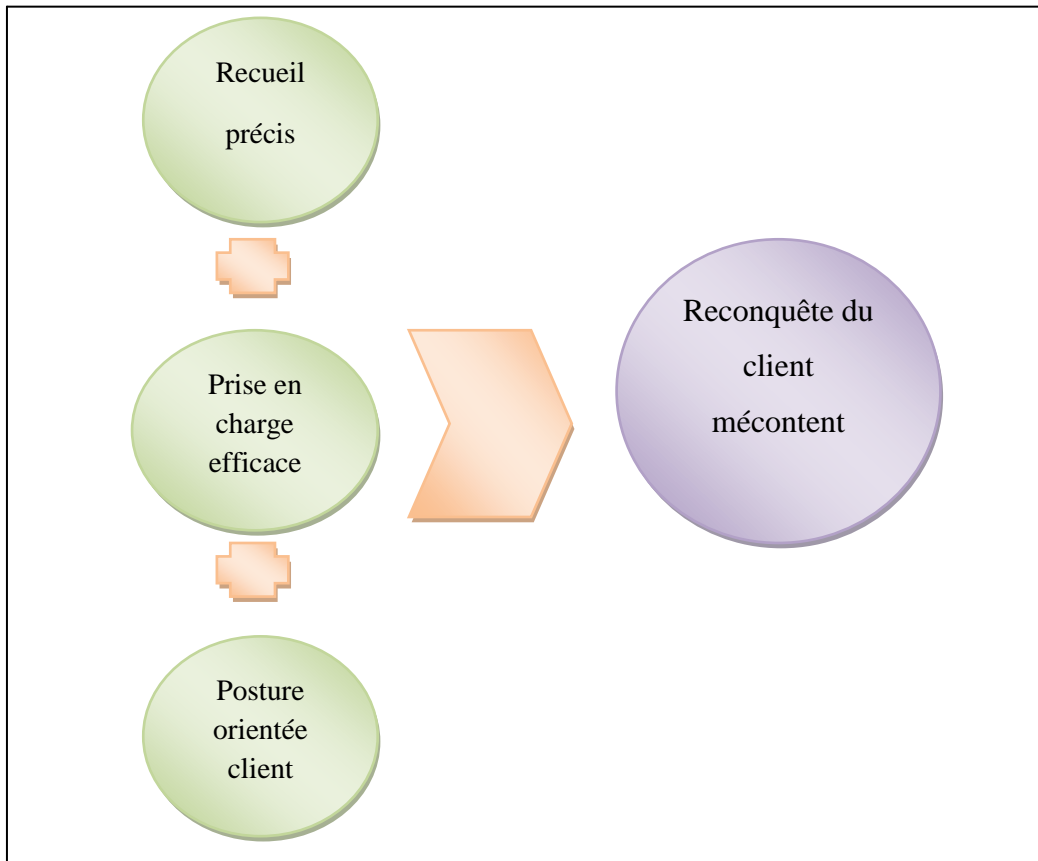 Recueil
précis
Prise en
charge
efficace
Reconquête du
client
mécontent
Posture
orientée
client